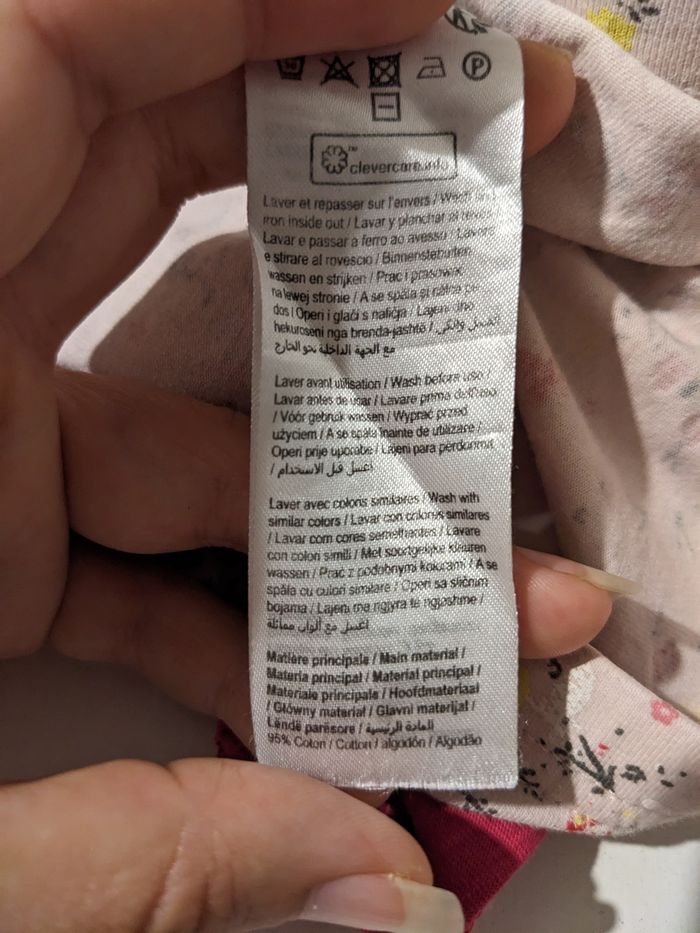 P
clevercare.info
Laver et repasser sur l'envers / Wash and
iron inside out / Lavar y planchar al revés /
Lavar e passar a ferro ao avesso / Lavare
e stirare al rovescio / Binnenstebuiten
wassen en strijken / Prac i prasować
na lewej stronie / A se spăla și călca pe
dos / Operi i glači s naličja / Lajeni dhe
hekuroseni nga brenda-jashtë / الغسل والكي
مع الجهة الداخلية نحو الخارج
Laver avant utilisation / Wash before use /
Lavar antes de usar / Lavare prima dell'uso
/ Vóór gebruik wassen / Wyprać przed
użyciem / A se spăla înainte de utilizare /
Operi prije uporabe / Lajeni para përdorimit
/ اغسل قبل الاستخدام
Laver avec coloris similaires / Wash with
similar colors / Lavar con colores similares
/ Lavar com cores semelhantes / Lavare
con colori simili / Met soortgelijke kleuren
wassen / Prac z podobnymi kolorami / A se
spăla cu culori similare / Operi sa sličnim
bojama / Lajeni me ngjyra të ngjashme /
اغسل مع ألوان مماثلة
Matière principale / Main material /
Materia principal / Material principal /
Materiale principale / Hoofdmateriaal
/ Główny materiał / Glavni materijal /
Lëndë parësore / المادة الرئيسية
95% Coton / Cotton / algodón / Algodão